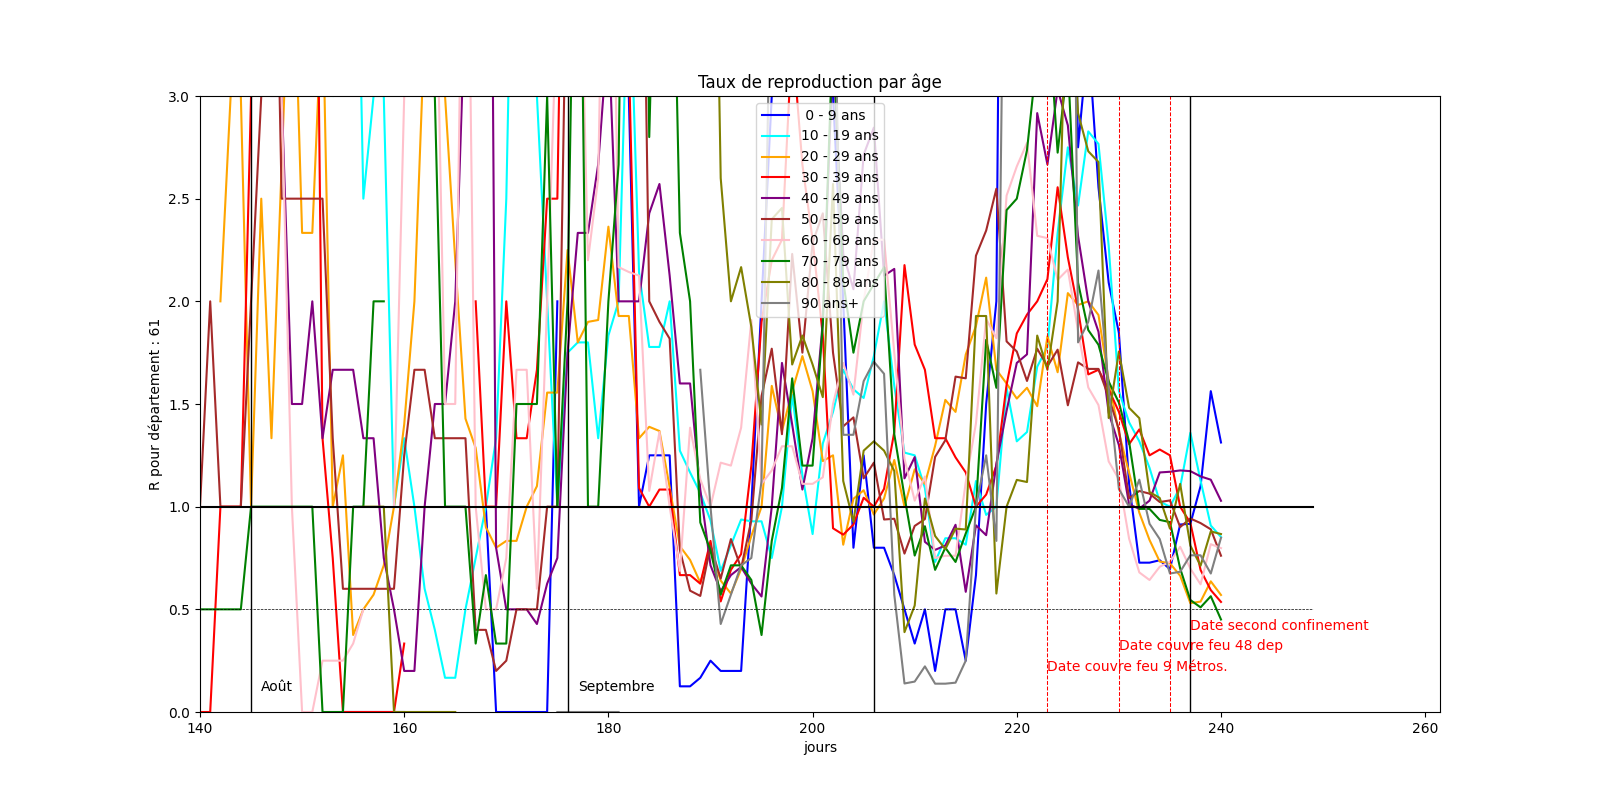 Taux de reproduction par âge
R pour département : 61
3.0
2.5
2.0
1.5
1.0
0.5
0.0
0 - 9 ans
10 - 19 ans
20 - 29 ans
30 - 39 ans
40 - 49 ans
50 - 59 ans
60 - 69 ans
70 - 79 ans
80 - 89 ans
90 ans+
Date second confinement
Date couvre feu 48 dep
Date couvre feu 9 Métros.
Août
Septembre
140 160 180 200 220 240 260
jours